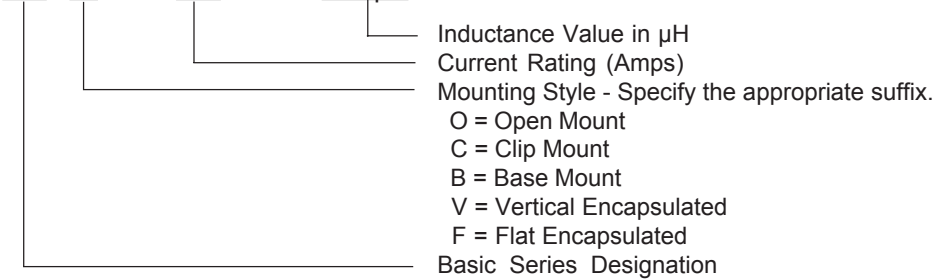 Inductance Value in µH
Current Rating (Amps)
Mounting Style - Specify the appropriate suffix.
O = Open Mount
C = Clip Mount
B = Base Mount
V = Vertical Encapsulated
F = Flat Encapsulated
Basic Series Designation